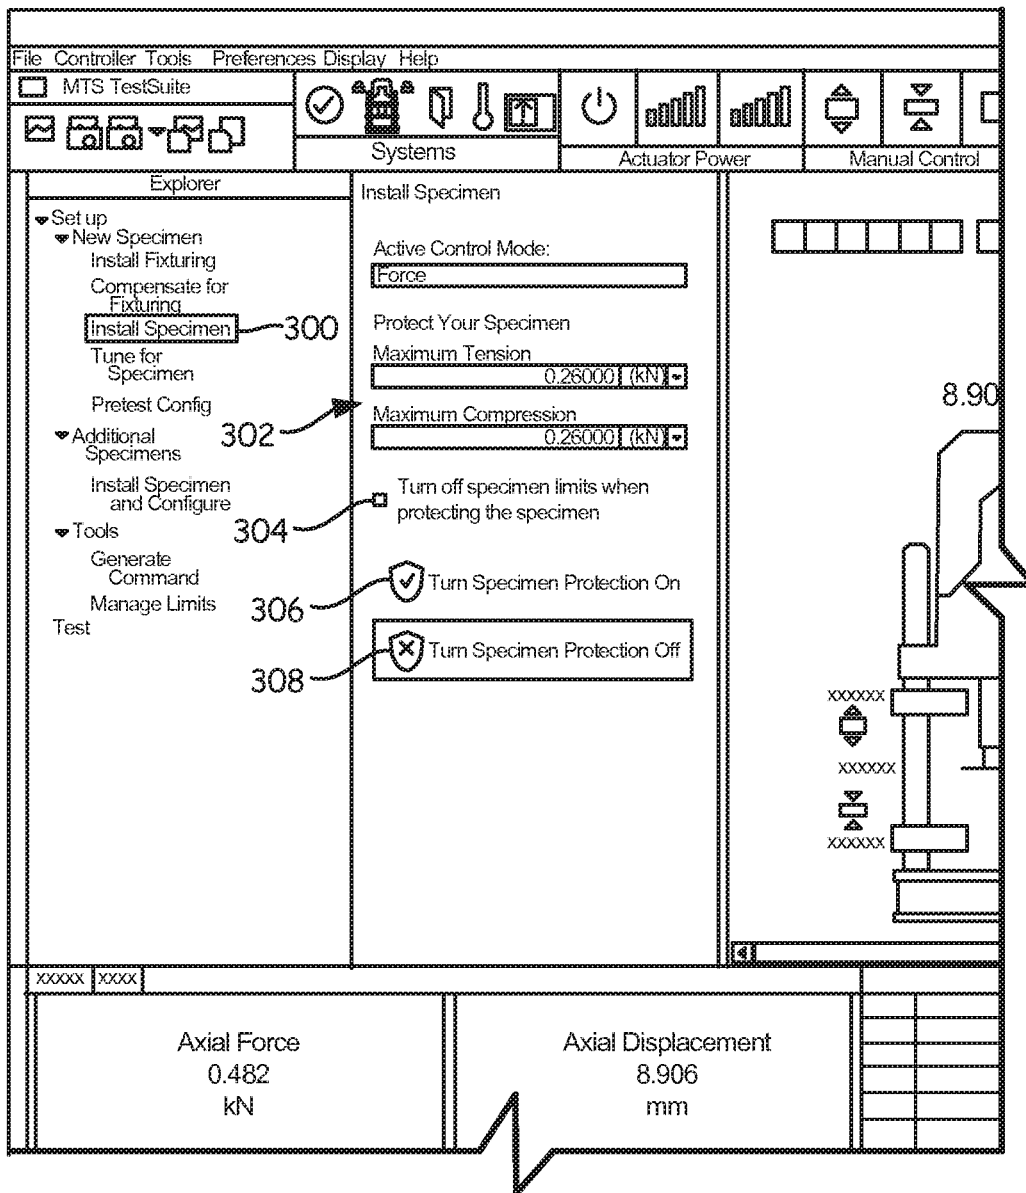 File Controller Tools Preferences Display Help
MTS TestSuite
Systems
Actuator Power
Manual Control
Explorer
Set up
New Specimen
Install Fixturing
Compensate for
Fixturing
Install Specimen
300
Tune for
Specimen
Pretest Config
Additional
Specimens
Install Specimen
and Configure
Tools
Generate
Command
Manage Limits
Test
Install Specimen
Active Control Mode:
Force
Protect Your Specimen
Maximum Tension
0.26000 (kN)
302
Maximum Compression
0.26000 (kN)
304
Turn off specimen limits when
protecting the specimen
306
Turn Specimen Protection On
308
Turn Specimen Protection Off
8.90
xxxxxx
xxxxxx
xxxxxx
xxxxx xxxx
Axial Force
0.482
kN
Axial Displacement
8.906
mm